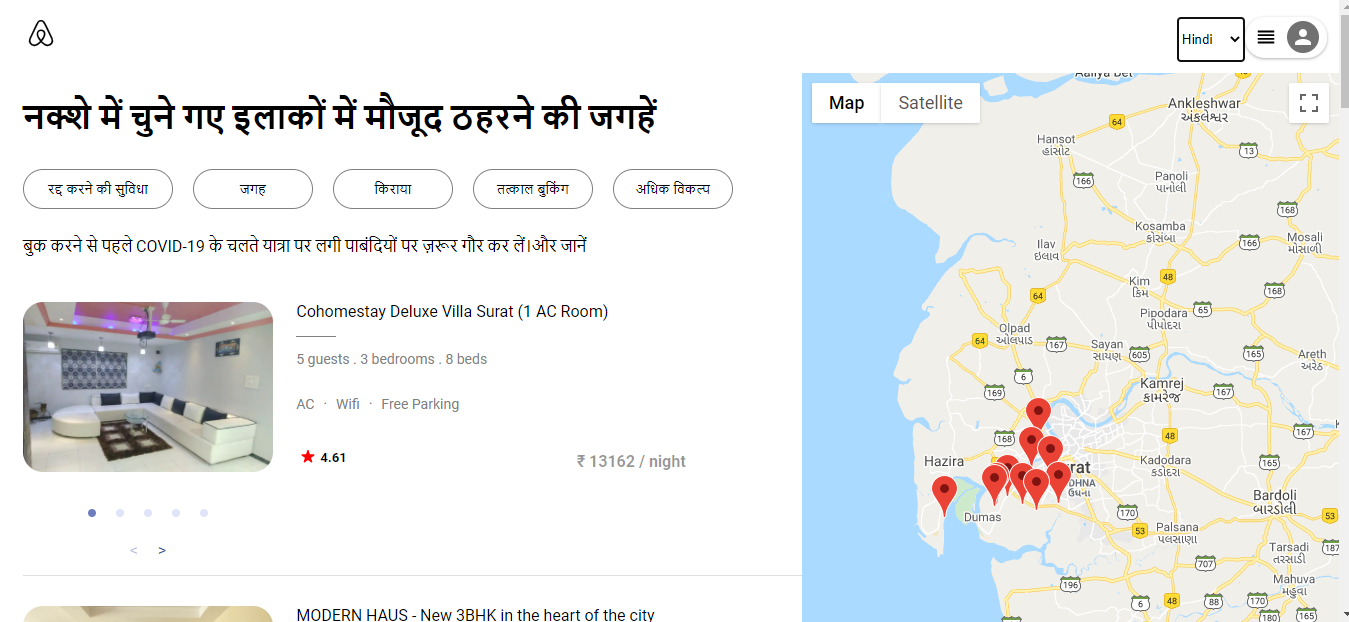 Hindi
नक्शे में चुने गए इलाकों में मौजूद ठहरने की जगहें
रद्द करने की सुविधा
जगह
किराया
तत्काल बुकिंग
अधिक विकल्प
बुक करने से पहले COVID-19 के चलते यात्रा पर लगी पाबंदियों पर ज़रूर गौर कर लें।और जानें
Cohomestay Deluxe Villa Surat (1 AC Room)
5 guests . 3 bedrooms . 8 beds
AC · Wifi · Free Parking
4.61
₹ 13162 / night
< >
MODERN HAUS - New 3BHK in the heart of the city
Map
Satellite
Ankleshwar
અંકલેશ્વર
64
Hansot
હાંસોટ
13
Panoli
પાનોલી
166
168
Kosamba
કોસંબા
Mosali
મોસાલી
166
Ilav
ઇલાવ
48
Kim
કિમ
168
64
65
Pipodara
પીપોદરા
Olpad
ઓલપાડ
64
167
Sayan
સાયણ
605
165
Areth
અરેઠ
6
169
Kamrej
કામરેજ
167
167
168
48
Hazira
Kadodara
કડોદરા
165
rat
DHNA
ઉધના
Bardoli
બારડોલી
Dumas
170
53
53
Palsana
પલસાણા
Tarsadi
તરસાડી
187
707
Mahuva
મહુવા
196
6
48
88
170
180
165